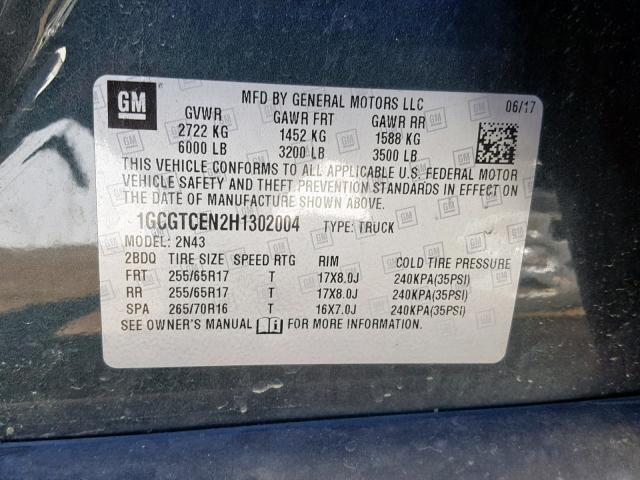 GM
MFD BY GENERAL MOTORS LLC
06/17
GVWR GAWR FRT GAWR RR
2722 KG 1452 KG 1588 KG
6000 LB 3200 LB 3500 LB
THIS VEHICLE CONFORMS TO ALL APPLICABLE U.S. FEDERAL MOTOR
VEHICLE SAFETY AND THEFT PREVENTION STANDARDS IN EFFECT ON
THE DATE OF MANUFACTURE SHOWN ABOVE.
1GCGTCEN2H1302004 TYPE: TRUCK
MODEL: 2N43
2BDQ TIRE SIZE SPEED RTG RIM COLD TIRE PRESSURE
FRT 255/65R17 T 17X8.0J 240KPA(35PSI)
RR 255/65R17 T 17X8.0J 240KPA(35PSI)
SPA 265/70R16 T 16X7.0J 240KPA(35PSI)
SEE OWNER'S MANUAL FOR MORE INFORMATION.